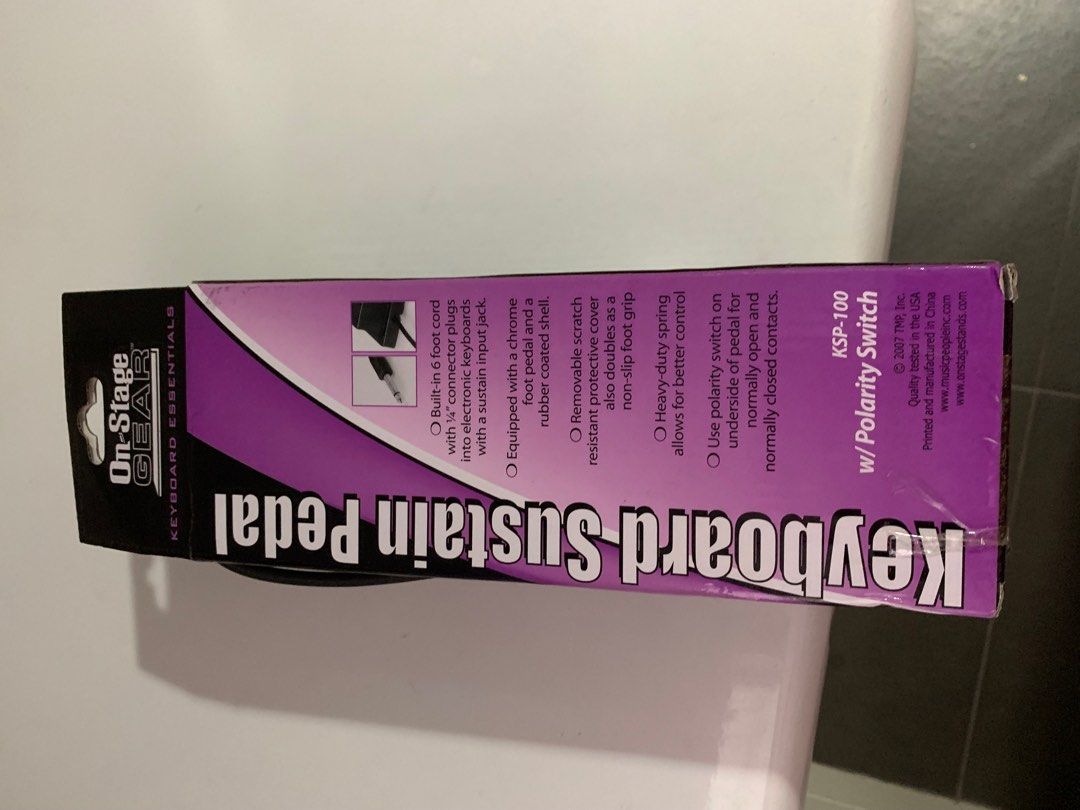 On-Stage
GEAR™
KEYBOARD ESSENTIALS
Keyboard Sustain Pedal
Built-in 6 foot cord
with ¼" connector plugs
into electronic keyboards
with a sustain input jack.
Equipped with a chrome
foot pedal and a
rubber coated shell.
Removable scratch
resistant protective cover
also doubles as a
non-slip foot grip
Heavy-duty spring
allows for better control
Use polarity switch on
underside of pedal for
normally open and
normally closed contacts.
KSP-100
w/ Polarity Switch
© 2007 TMP, Inc.
Quality tested in the USA
Printed and manufactured in China
www.musicpeopleinc.com
www.onstagestands.com